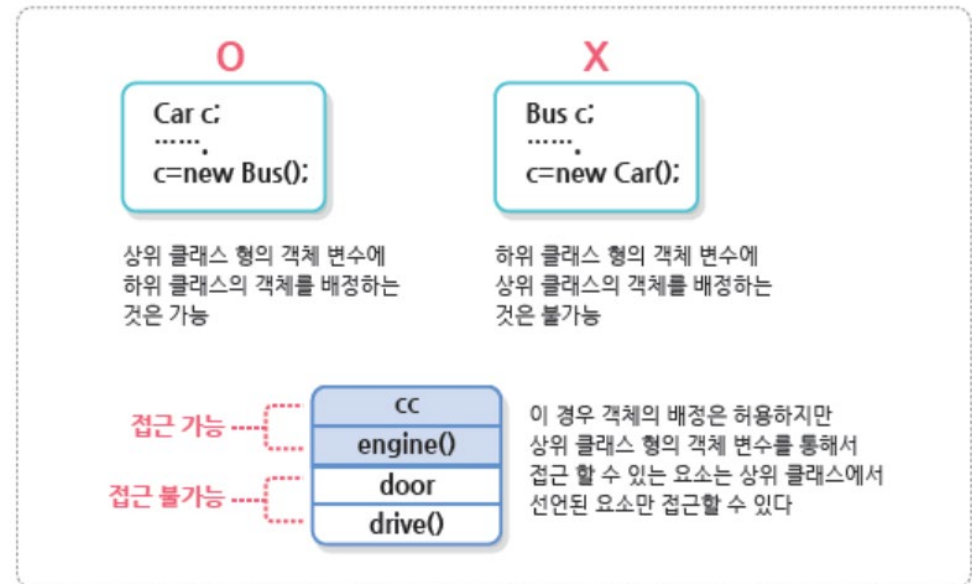 O
Car c;
…….
c=new Bus();
상위 클래스 형의 객체 변수에
하위 클래스의 객체를 배정하는
것은 가능
X
Bus c;
…….
c=new Car();
하위 클래스 형의 객체 변수에
상위 클래스의 객체를 배정하는
것은 불가능
접근 가능
접근 불가능
cc
engine()
door
drive()
이 경우 객체의 배정은 허용하지만
상위 클래스 형의 객체 변수를 통해서
접근 할 수 있는 요소는 상위 클래스에서
선언된 요소만 접근할 수 있다